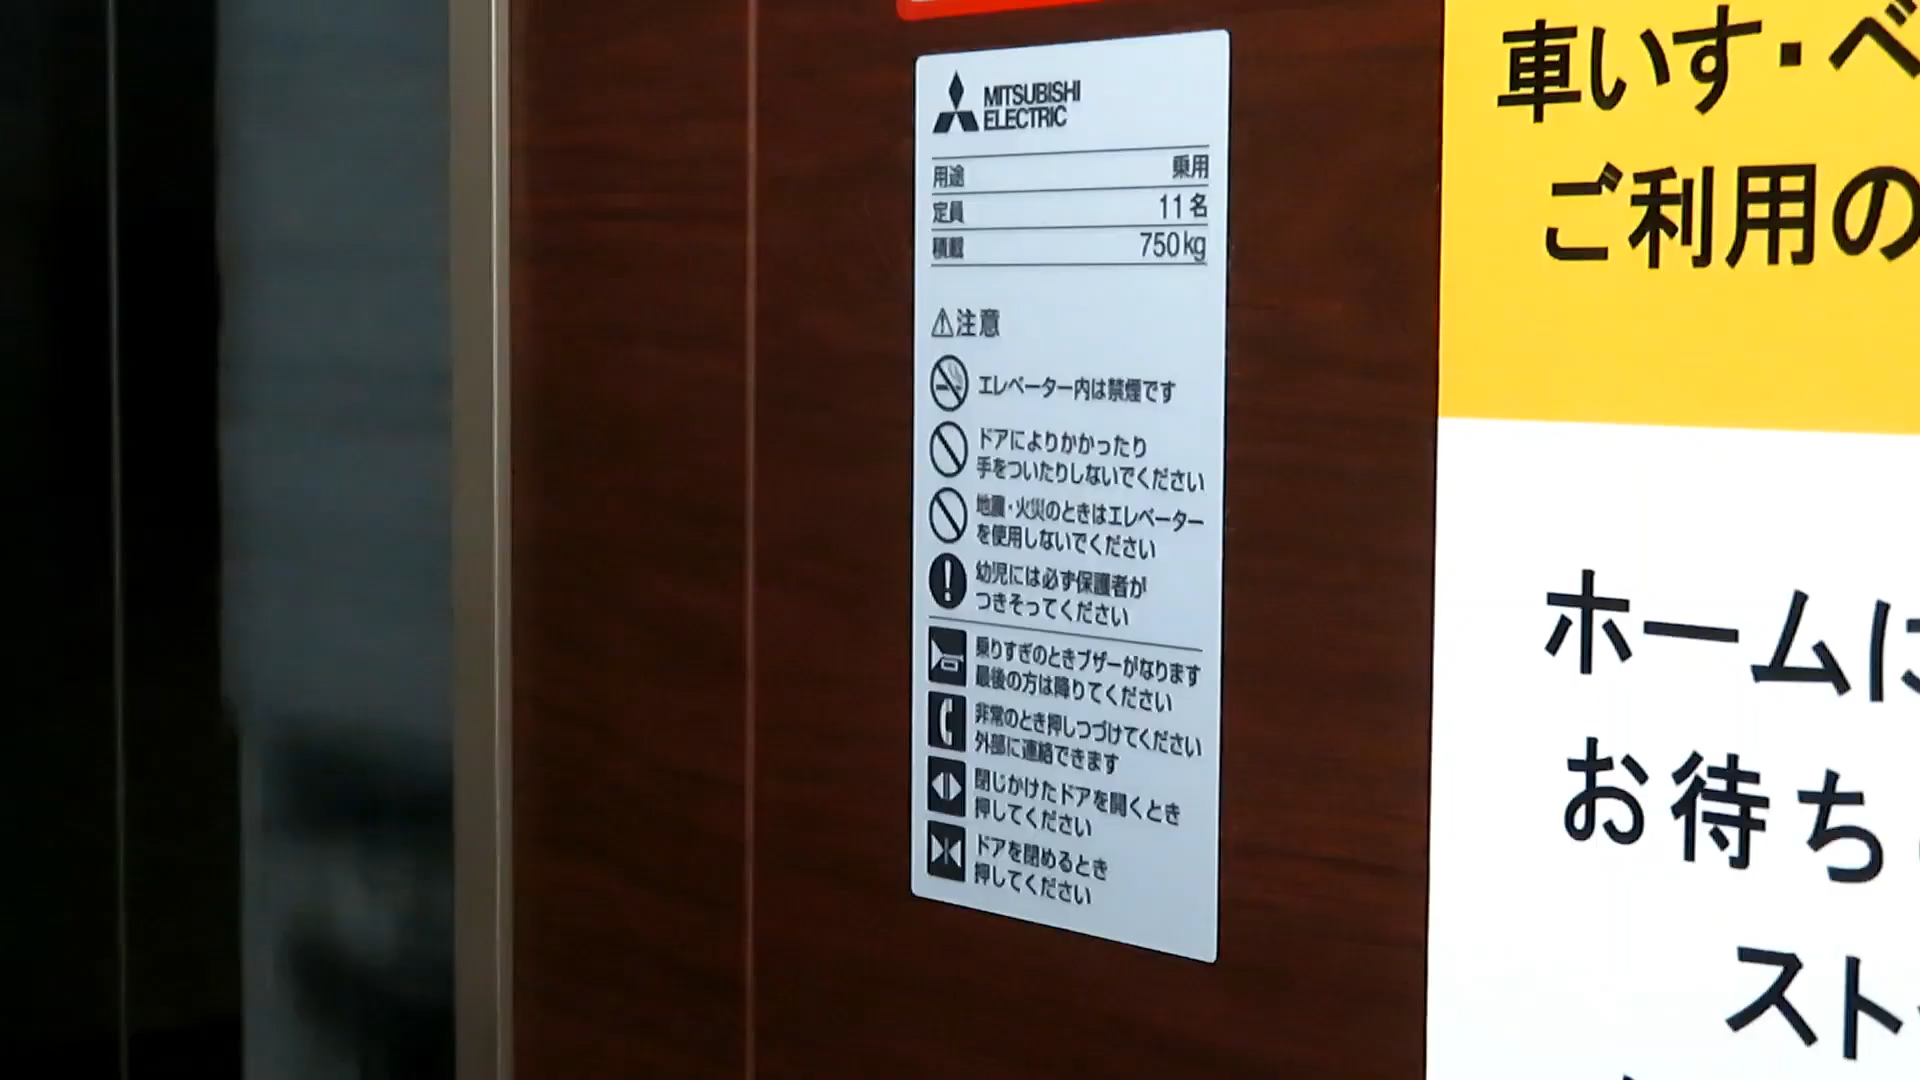 MITSUBISHI
ELECTRIC
用途 乗用
定員 11名
積載 750kg
⚠注意
エレベーター内は禁煙です
ドアによりかかったり
手をついたりしないでください
地震・火災のときはエレベーター
を使用しないでください
幼児には必ず保護者が
つきそってください
乗りすぎのときブザーがなります
最後の方は降りてください
非常のとき押しつづけてください
外部に連絡できます
閉じかけたドアを開くとき
押してください
ドアを閉めるとき
押してください
車いす・ベ
ご利用の
ホームに
お待ち
スト